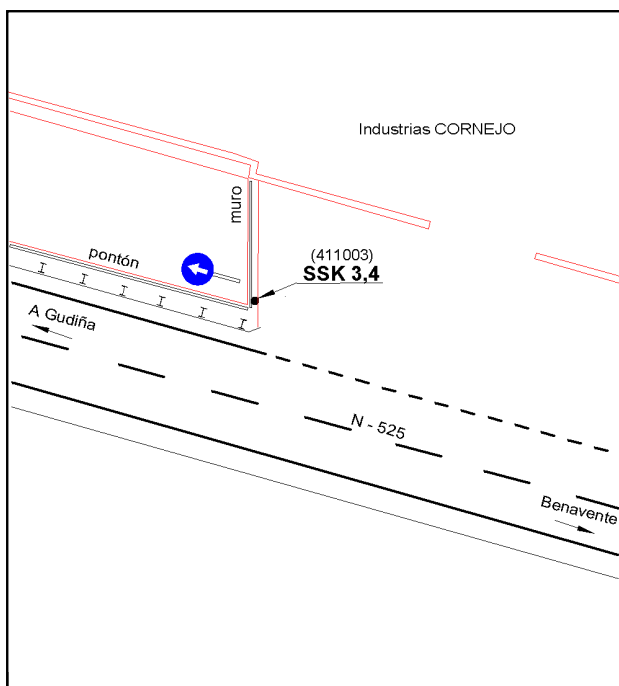 Industrias CORNEJO
muro
(411003)
SSK 3,4
pontón
A Gudiña
N - 525
Benavente